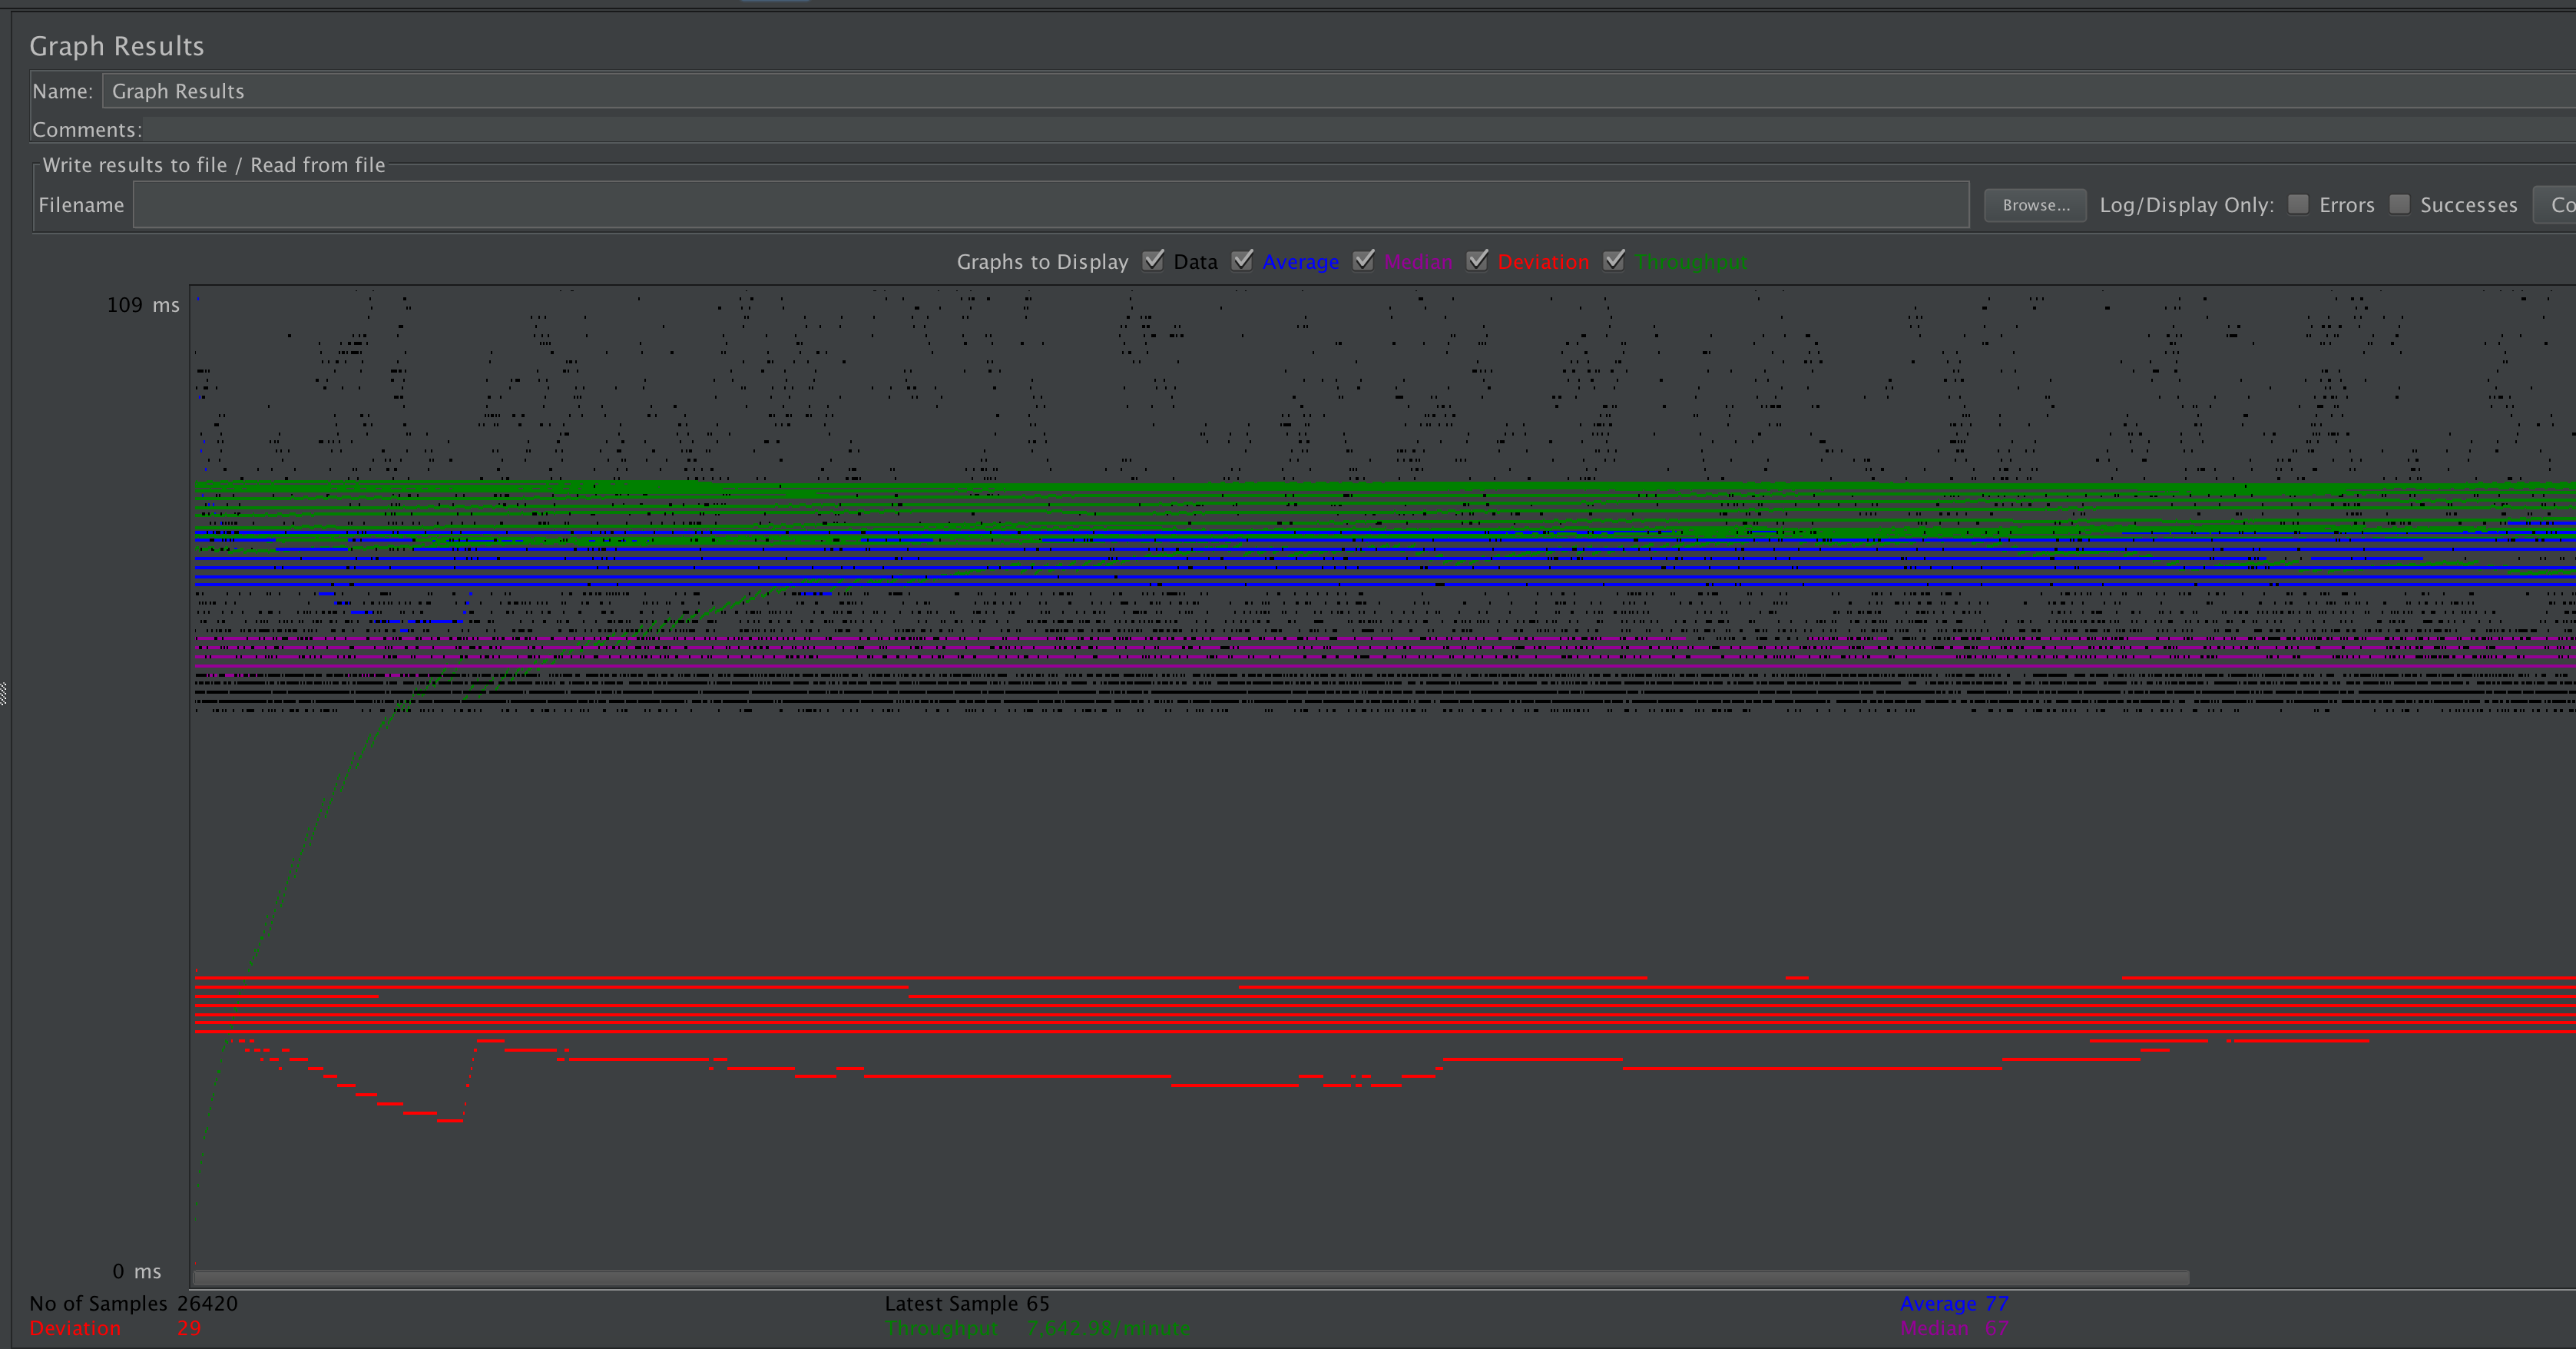 Graph Results
Name: Graph Results
Comments:
Write results to file / Read from file
Filename Browse... Log/Display Only: Errors Successes Co
Graphs to Display Data Average Median Deviation Throughput
109 ms
0 ms
No of Samples 26420 Latest Sample 65 Average 77
Deviation 29 Throughput 7,642.98/minute Median 67